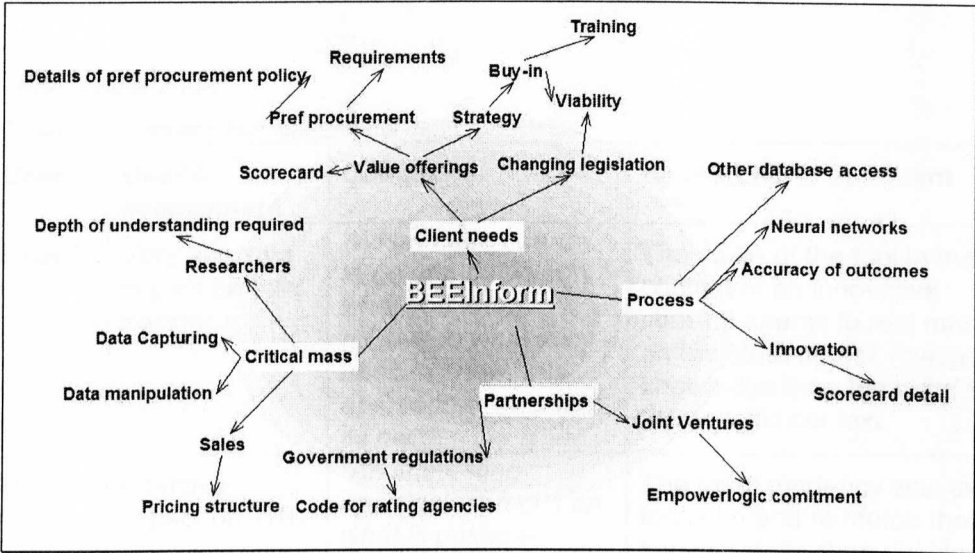 Training
Requirements
Buy-in
Details of pref procurement policy
Viability
Pref procurement
Strategy
Scorecard
Value offerings
Changing legislation
Other database access
Depth of understanding required
Client needs
Neural networks
Researchers
Accuracy of outcomes
BEEInform
Process
Data Capturing
Critical mass
Innovation
Data manipulation
Partnerships
Scorecard detail
Joint Ventures
Sales
Government regulations
Pricing structure
Code for rating agencies
Empowerlogic comitment